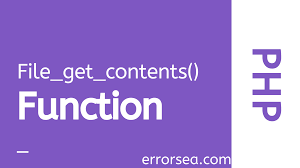 File_get_contents()
Function
_
errorsea.com
PHP